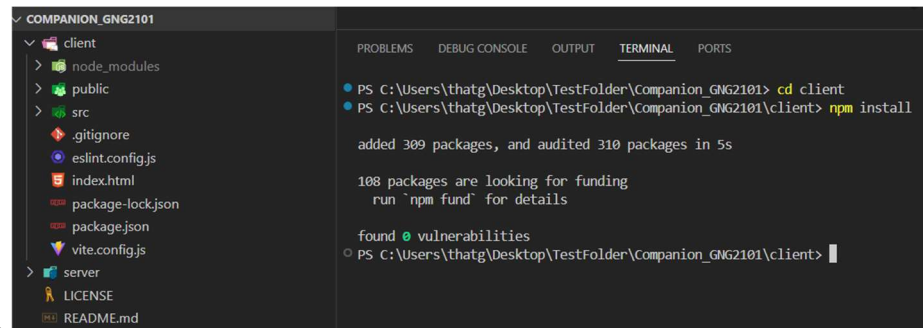 COMPANION_GNG2101
client
node_modules
public
src
.gitignore
eslint.config.js
index.html
package-lock.json
package.json
vite.config.js
server
LICENSE
README.md
PROBLEMS DEBUG CONSOLE OUTPUT TERMINAL PORTS
PS C:\Users\thatg\Desktop\TestFolder\Companion_GNG2101> cd client
PS C:\Users\thatg\Desktop\TestFolder\Companion_GNG2101\client> npm install
added 309 packages, and audited 310 packages in 5s
108 packages are looking for funding
run `npm fund` for details
found 0 vulnerabilities
PS C:\Users\thatg\Desktop\TestFolder\Companion_GNG2101\client>